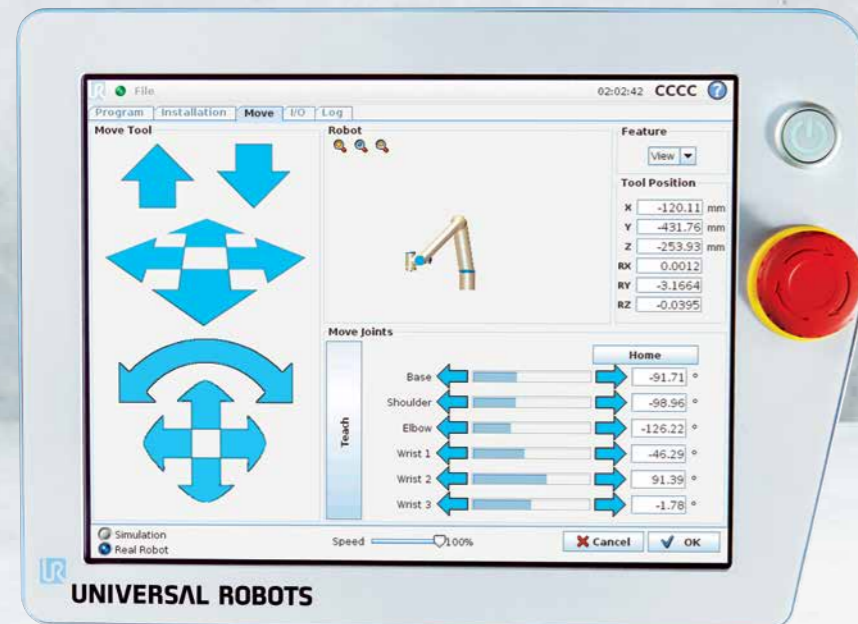 UR File 02:02:42 CCCC ?
Program Installation Move I/O Log
Move Tool
Robot
Feature
View
Tool Position
X -120.11 mm
Y -431.76 mm
Z -253.93 mm
RX 0.0012
RY -3.1664
RZ -0.0395
Move Joints
Teach
Home
Base -91.71 °
Shoulder -98.96 °
Elbow -126.22 °
Wrist 1 -46.29 °
Wrist 2 91.39 °
Wrist 3 -1.78 °
Simulation
Real Robot
Speed 100%
Cancel OK
UR
UNIVERSAL ROBOTS